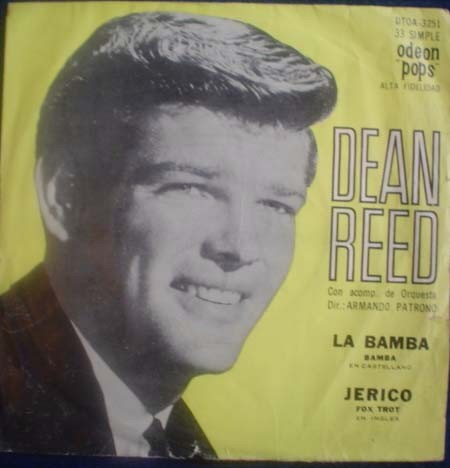 DTOA-3251
33 SIMPLE
odeon
"pops"
ALTA FIDELIDAD
DEAN
REED
Con acomp. de Orquesta
Dir.: ARMANDO PATRONO
LA BAMBA
BAMBA
EN CASTELLANO
JERICO
FOX TROT
EN INGLES